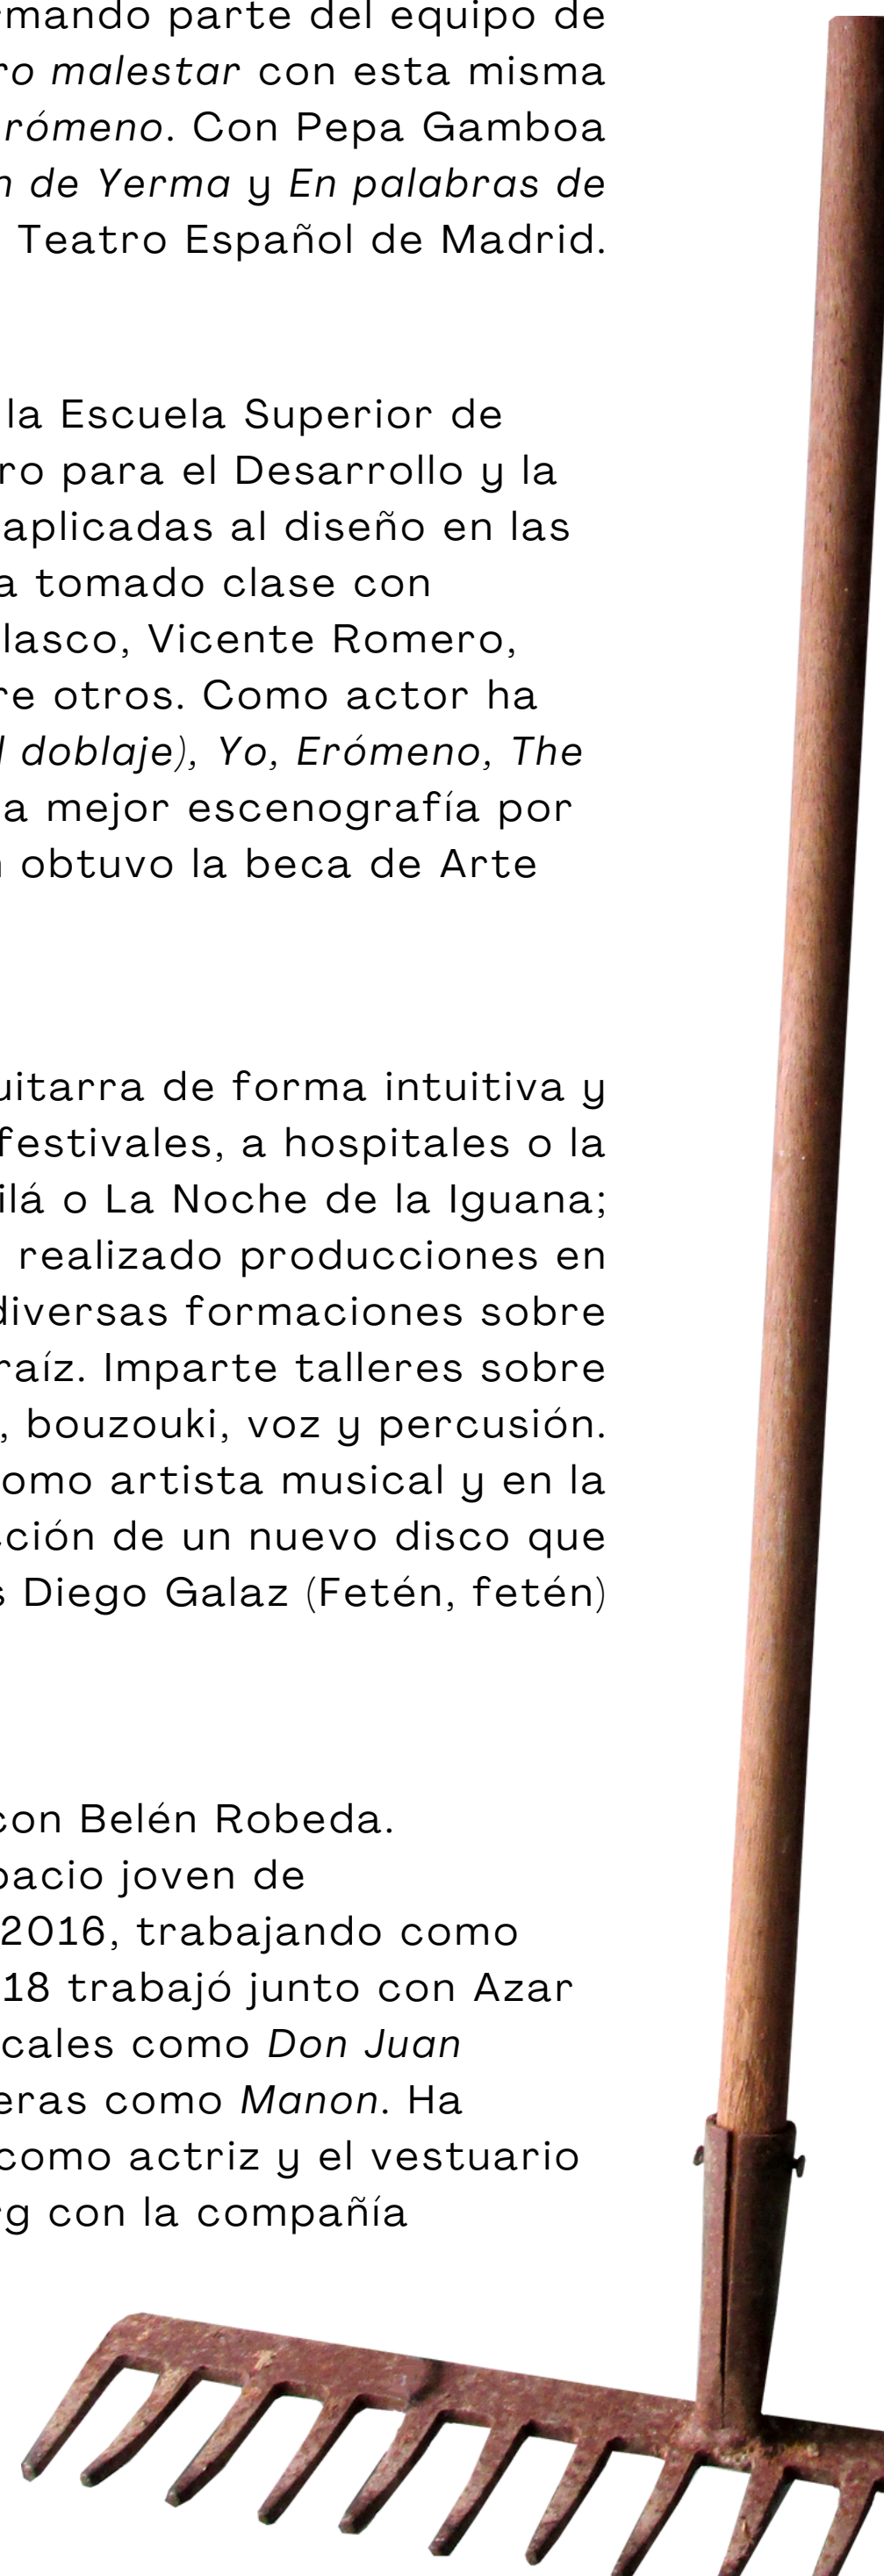 mando parte del equipo de
ro malestar con esta misma
rómeno. Con Pepa Gamboa
n de Yerma y En palabras de
Teatro Español de Madrid.
la Escuela Superior de
ro para el Desarrollo y la
aplicadas al diseño en las
a tomado clase con
lasco, Vicente Romero,
re otros. Como actor ha
l doblaje), Yo, Erómeno, The
a mejor escenografía por
n obtuvo la beca de Arte
uitarra de forma intuitiva y
festivales, a hospitales o la
ilá o La Noche de la Iguana;
realizado producciones en
diversas formaciones sobre
raíz. Imparte talleres sobre
, bouzouki, voz y percusión.
omo artista musical y en la
cción de un nuevo disco que
s Diego Galaz (Fetén, fetén)
con Belén Robeda.
pacio joven de
2016, trabajando como
18 trabajó junto con Azar
cales como Don Juan
eras como Manon. Ha
como actriz y el vestuario
rg con la compañía